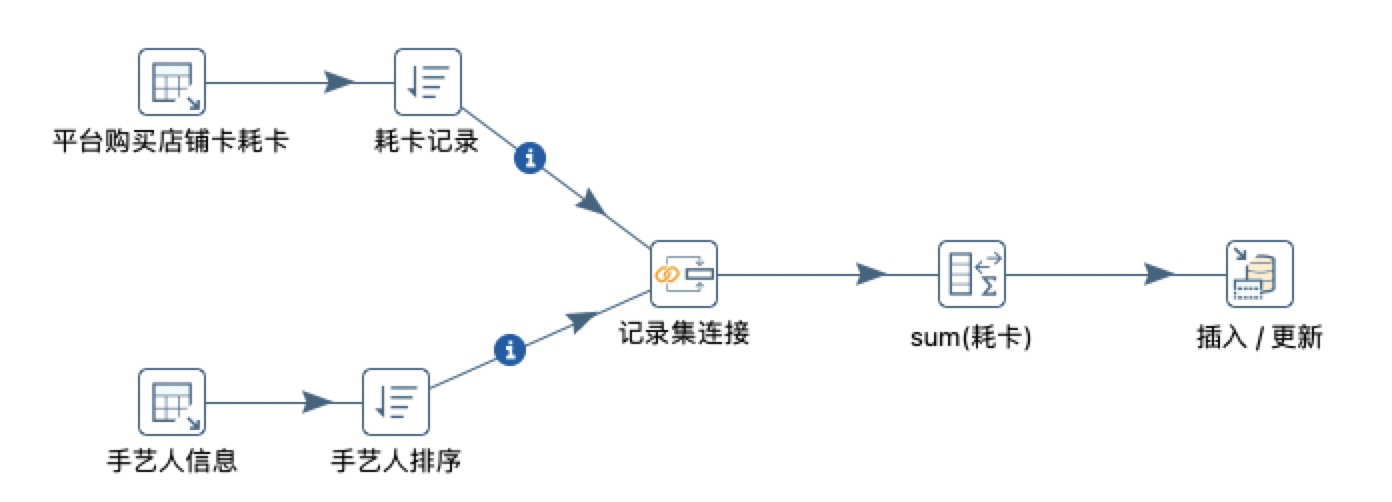 平台购买店铺卡耗卡
耗卡记录
记录集连接
sum(耗卡)
插入 / 更新
手艺人信息
手艺人排序